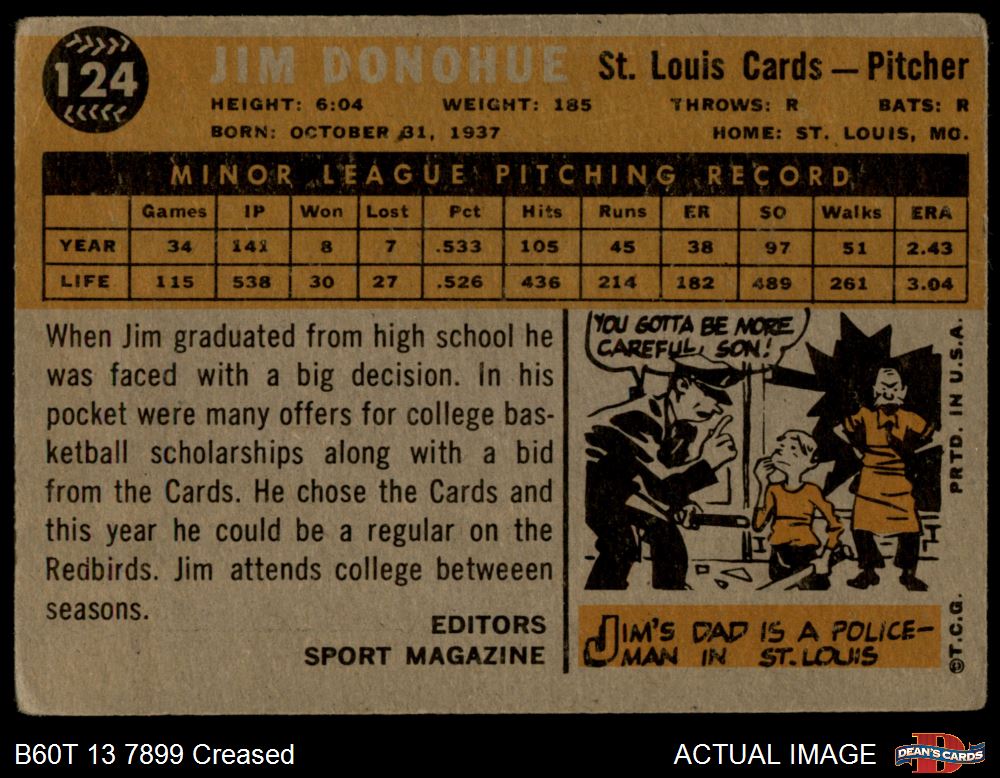 124
JIM DONOHUE St. Louis Cards — Pitcher
HEIGHT: 6:04 WEIGHT: 185 THROWS: R BATS: R
BORN: OCTOBER 31, 1937 HOME: ST. LOUIS, MO.
MINOR LEAGUE PITCHING RECORD
Games IP Won Lost Pct Hits Runs ER SO Walks ERA
YEAR 34 141 8 7 .533 105 45 38 97 51 2.43
LIFE 115 538 30 27 .526 436 214 182 489 261 3.04
When Jim graduated from high school he
was faced with a big decision. In his
pocket were many offers for college bas-
ketball scholarships along with a bid
from the Cards. He chose the Cards and
this year he could be a regular on the
Redbirds. Jim attends college betweeen
seasons.
EDITORS
SPORT MAGAZINE
YOU GOTTA BE MORE
CAREFUL, SON!
JIM'S DAD IS A POLICE-
MAN IN ST. LOUIS
©T.C.G. PRTD. IN U.S.A.
B60T 13 7899 Creased ACTUAL IMAGE DEAN'S CARDS